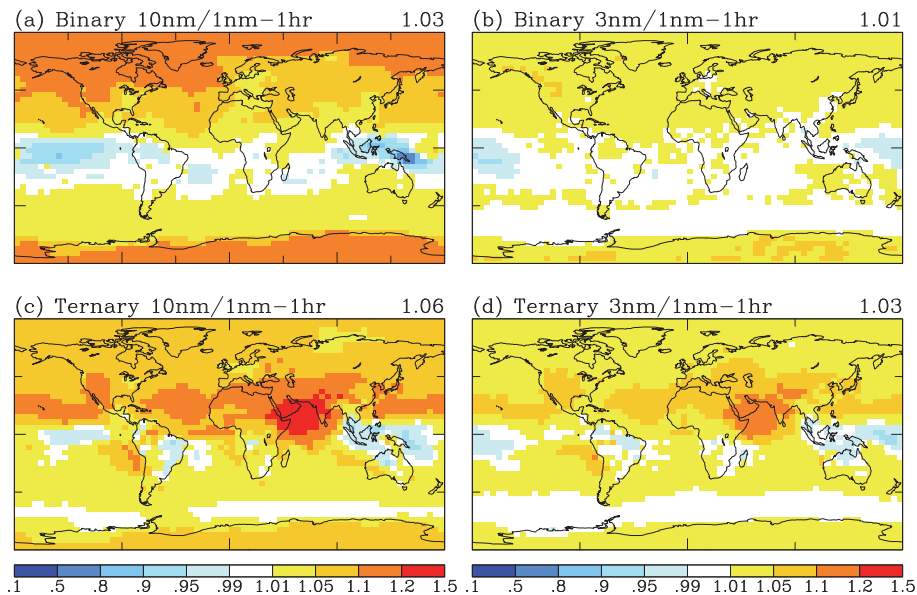 (a) Binary 10nm/1nm-1hr 1.03
(b) Binary 3nm/1nm-1hr 1.01
(c) Ternary 10nm/1nm-1hr 1.06
(d) Ternary 3nm/1nm-1hr 1.03
.1 .5 .8 .9 .95 .99 1.01 1.05 1.1 1.2 1.5
.1 .5 .8 .9 .95 .99 1.01 1.05 1.1 1.2 1.5